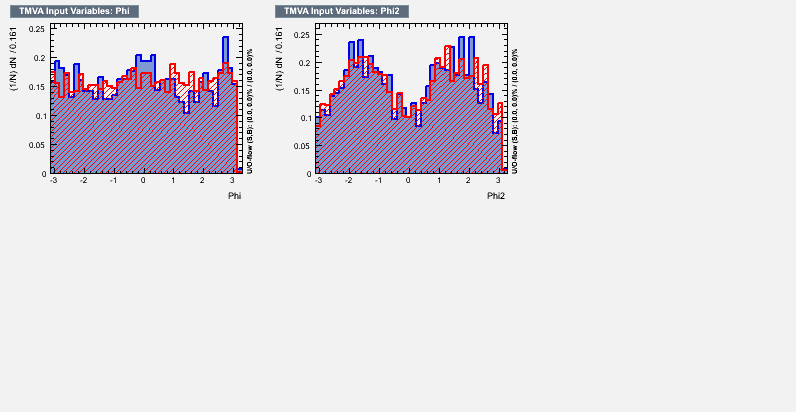 TMVA Input Variables: Phi
(1/N) dN / 0.161
0.25
0.2
0.15
0.1
0.05
0
-3 -2 -1 0 1 2 3
Phi
U/O-flow (S,B): (0.0, 0.0)% / (0.0, 0.0)%
TMVA Input Variables: Phi2
(1/N) dN / 0.161
0.25
0.2
0.15
0.1
0.05
0
-3 -2 -1 0 1 2 3
Phi2
U/O-flow (S,B): (0.0, 0.0)% / (0.0, 0.0)%